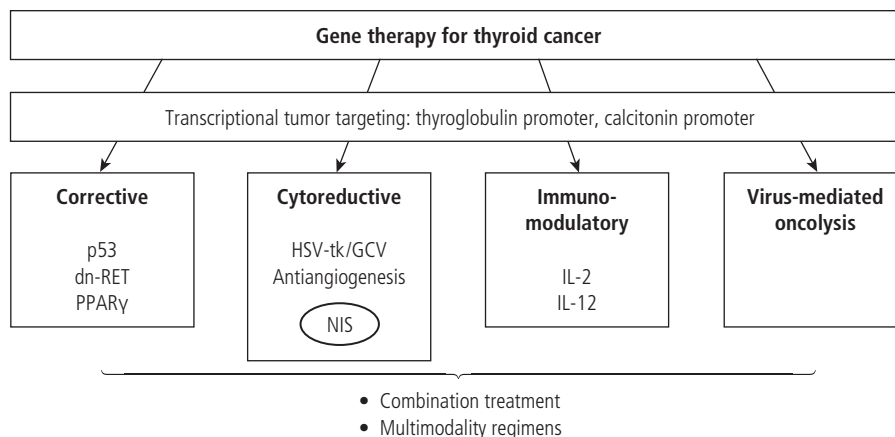 Gene therapy for thyroid cancer
Transcriptional tumor targeting: thyroglobulin promoter, calcitonin promoter
Corrective
p53
dn-RET
PPARγ
Cytoreductive
HSV-tk/GCV
Antiangiogenesis
NIS
Immuno-
modulatory
IL-2
IL-12
Virus-mediated
oncolysis
• Combination treatment
• Multimodality regimens